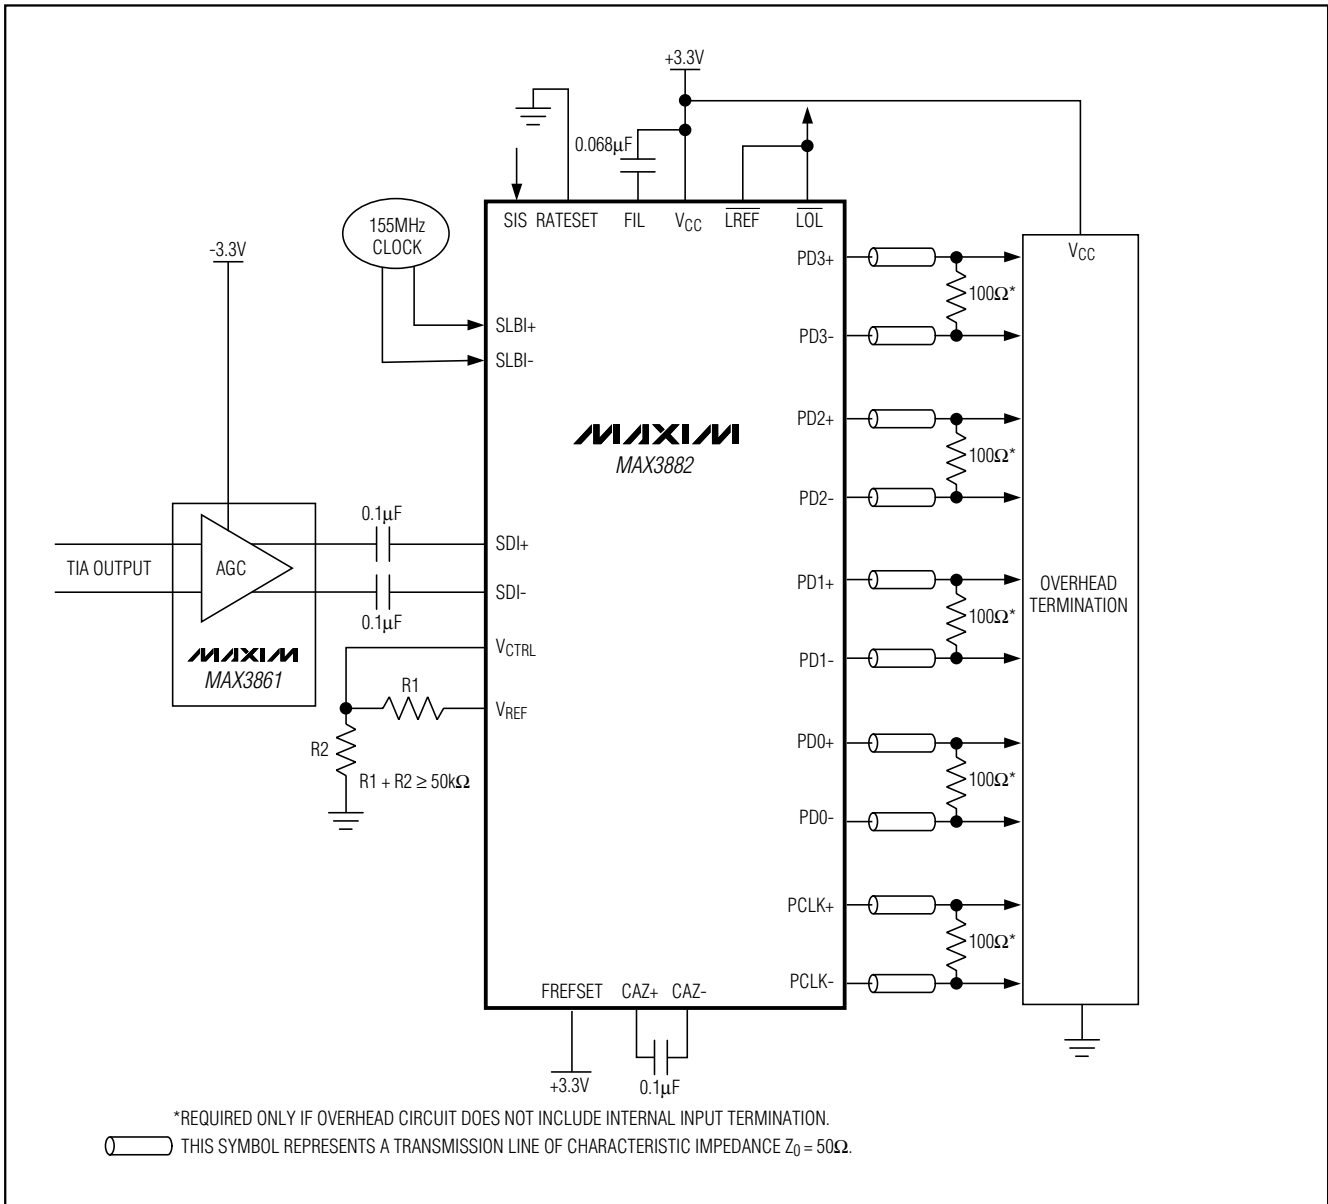 +3.3V
0.068μF
SIS RATESET FIL VCC LREF LOL
155MHz
CLOCK
-3.3V
PD3+
VCC
100Ω*
SLBI+
PD3-
SLBI-
PD2+
MAXIM
MAX3882
100Ω*
PD2-
0.1μF
SDI+
TIA OUTPUT
AGC
SDI-
0.1μF
PD1+
OVERHEAD
TERMINATION
100Ω*
MAXIM
MAX3861
VCTRL
PD1-
R1
VREF
R2
R1 + R2 ≥ 50kΩ
PD0+
100Ω*
PD0-
PCLK+
100Ω*
PCLK-
FREFSET CAZ+ CAZ-
+3.3V
0.1μF
*REQUIRED ONLY IF OVERHEAD CIRCUIT DOES NOT INCLUDE INTERNAL INPUT TERMINATION.
THIS SYMBOL REPRESENTS A TRANSMISSION LINE OF CHARACTERISTIC IMPEDANCE Z0 = 50Ω.